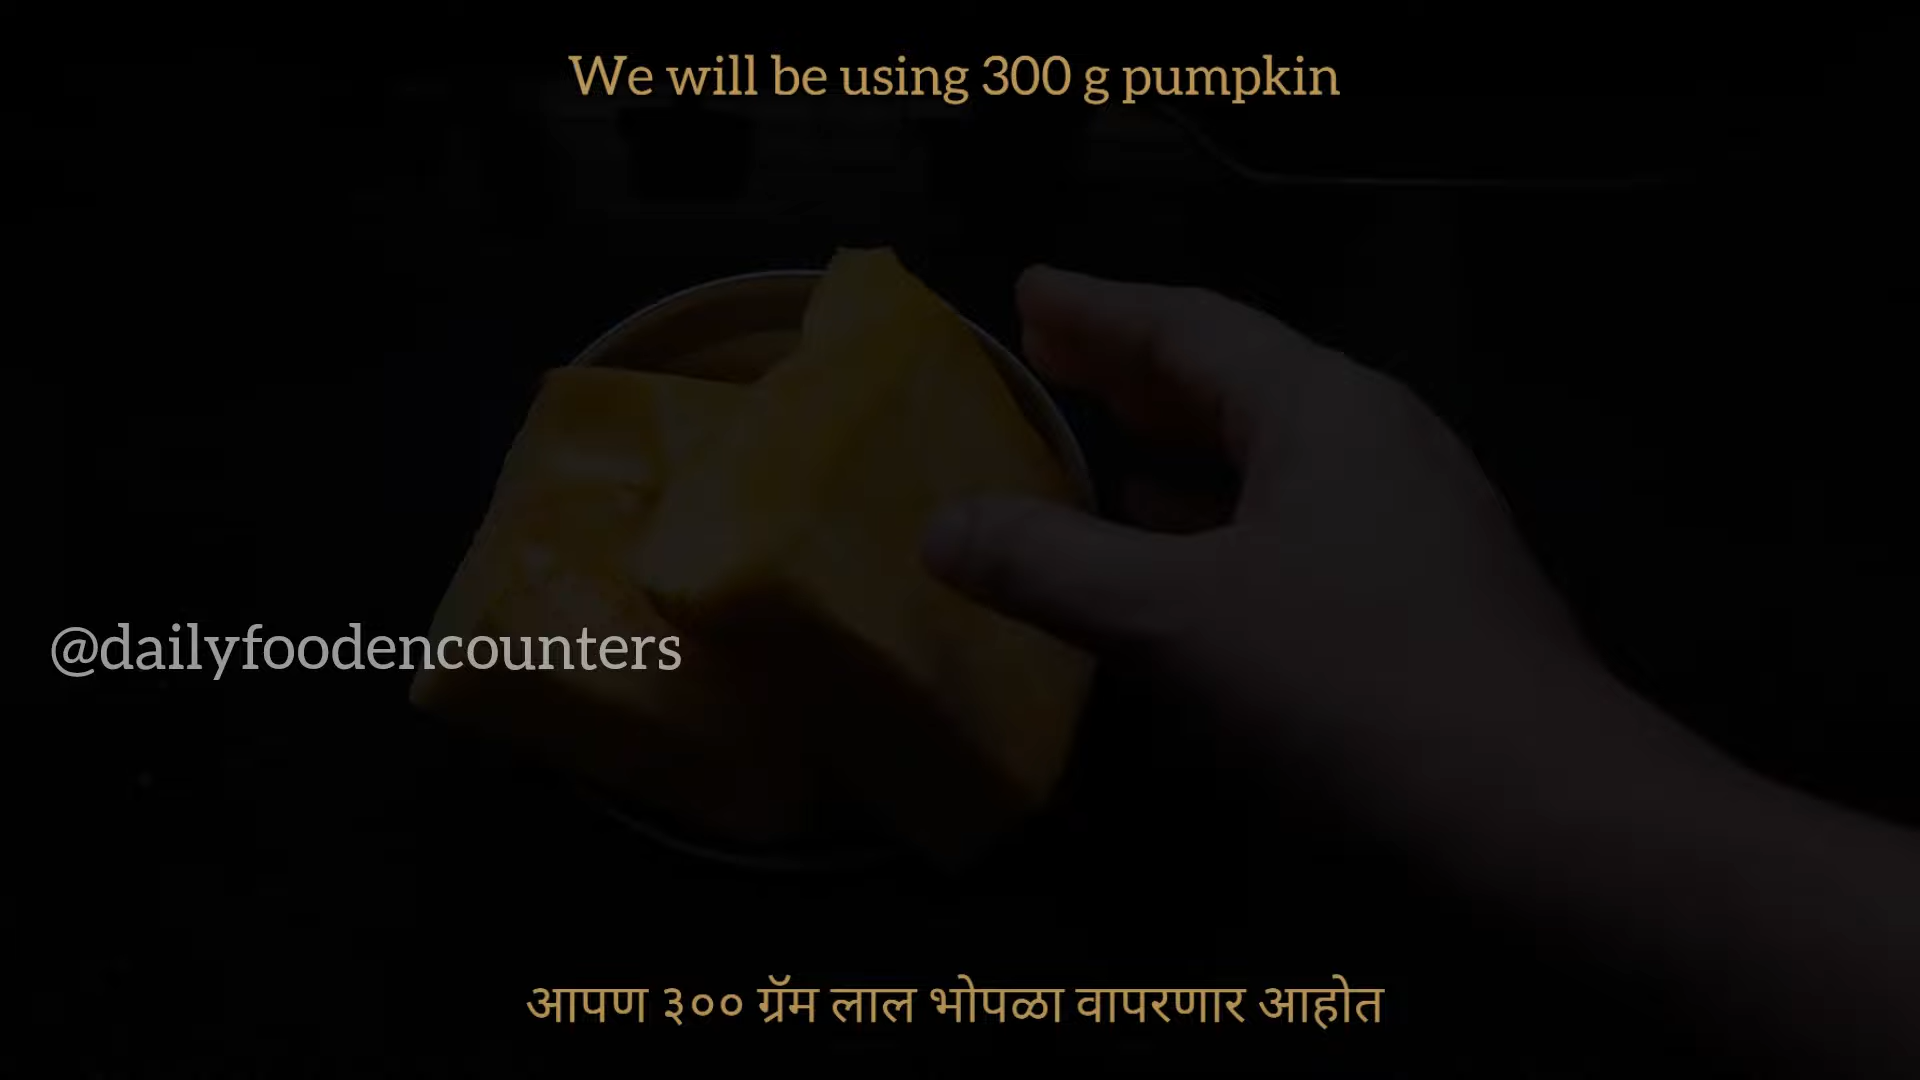 We will be using 300 g pumpkin
@dailyfoodencounters
आपण ३०० ग्रॅम लाल भोपळा वापरणार आहोत